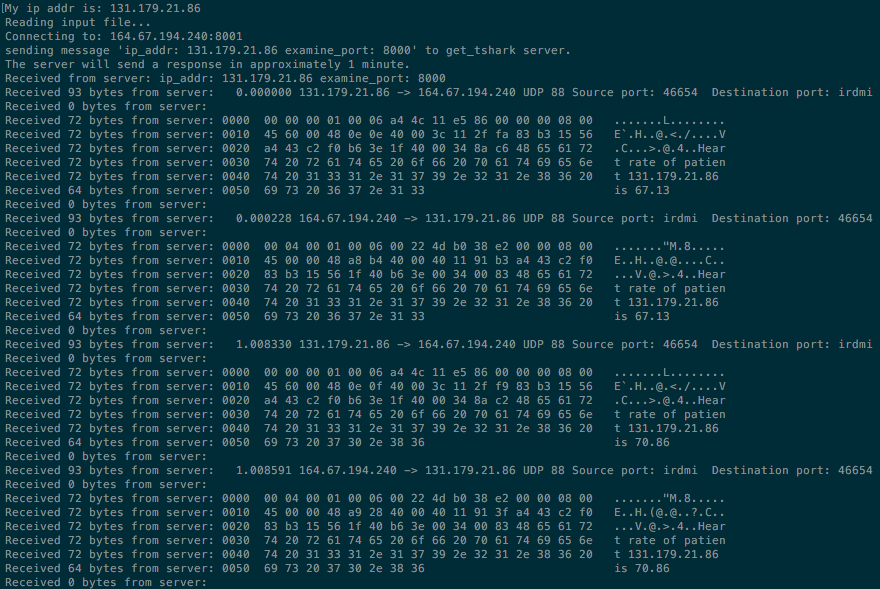 My ip addr is: 131.179.21.86
Reading input file...
Connecting to: 164.67.194.240:8001
sending message 'ip_addr: 131.179.21.86 examine_port: 8000' to get_tshark server.
The server will send a response in approximately 1 minute.
Received from server: ip_addr: 131.179.21.86 examine_port: 8000
Received 93 bytes from server:   0.000000 131.179.21.86 -> 164.67.194.240 UDP 88 Source port: 46654  Destination port: irdmi
Received 0 bytes from server:
Received 72 bytes from server: 0000  00 00 00 01 00 06 a4 4c 11 e5 86 00 00 00 08 00   .......L........
Received 72 bytes from server: 0010  45 60 00 48 0e 0e 40 00 3c 11 2f fa 83 b3 15 56   E`.H..@.<./....V
Received 72 bytes from server: 0020  a4 43 c2 f0 b6 3e 1f 40 00 34 8a c6 48 65 61 72   .C...>.@.4..Hear
Received 72 bytes from server: 0030  74 20 72 61 74 65 20 6f 66 20 70 61 74 69 65 6e   t rate of patien
Received 72 bytes from server: 0040  74 20 31 33 31 2e 31 37 39 2e 32 31 2e 38 36 20   t 131.179.21.86
Received 64 bytes from server: 0050  69 73 20 36 37 2e 31 33                           is 67.13
Received 0 bytes from server:
Received 93 bytes from server:   0.000228 164.67.194.240 -> 131.179.21.86 UDP 88 Source port: irdmi  Destination port: 46654
Received 0 bytes from server:
Received 72 bytes from server: 0000  00 04 00 01 00 06 00 22 4d b0 38 e2 00 00 08 00   ......."M.8.....
Received 72 bytes from server: 0010  45 00 00 48 a8 b4 40 00 40 11 91 b3 a4 43 c2 f0   E..H..@.@....C..
Received 72 bytes from server: 0020  83 b3 15 56 1f 40 b6 3e 00 34 00 83 48 65 61 72   ...V.@.>.4..Hear
Received 72 bytes from server: 0030  74 20 72 61 74 65 20 6f 66 20 70 61 74 69 65 6e   t rate of patien
Received 72 bytes from server: 0040  74 20 31 33 31 2e 31 37 39 2e 32 31 2e 38 36 20   t 131.179.21.86
Received 64 bytes from server: 0050  69 73 20 36 37 2e 31 33                           is 67.13
Received 0 bytes from server:
Received 93 bytes from server:   1.008330 131.179.21.86 -> 164.67.194.240 UDP 88 Source port: 46654  Destination port: irdmi
Received 0 bytes from server:
Received 72 bytes from server: 0000  00 00 00 01 00 06 a4 4c 11 e5 86 00 00 00 08 00   .......L........
Received 72 bytes from server: 0010  45 60 00 48 0e 0f 40 00 3c 11 2f f9 83 b3 15 56   E`.H..@.<./....V
Received 72 bytes from server: 0020  a4 43 c2 f0 b6 3e 1f 40 00 34 8a c2 48 65 61 72   .C...>.@.4..Hear
Received 72 bytes from server: 0030  74 20 72 61 74 65 20 6f 66 20 70 61 74 69 65 6e   t rate of patien
Received 72 bytes from server: 0040  74 20 31 33 31 2e 31 37 39 2e 32 31 2e 38 36 20   t 131.179.21.86
Received 64 bytes from server: 0050  69 73 20 37 30 2e 38 36                           is 70.86
Received 0 bytes from server:
Received 93 bytes from server:   1.008591 164.67.194.240 -> 131.179.21.86 UDP 88 Source port: irdmi  Destination port: 46654
Received 0 bytes from server:
Received 72 bytes from server: 0000  00 04 00 01 00 06 00 22 4d b0 38 e2 00 00 08 00   ......."M.8.....
Received 72 bytes from server: 0010  45 00 00 48 a9 28 40 00 40 11 91 3f a4 43 c2 f0   E..H.(@.@..?.C..
Received 72 bytes from server: 0020  83 b3 15 56 1f 40 b6 3e 00 34 00 83 48 65 61 72   ...V.@.>.4..Hear
Received 72 bytes from server: 0030  74 20 72 61 74 65 20 6f 66 20 70 61 74 69 65 6e   t rate of patien
Received 72 bytes from server: 0040  74 20 31 33 31 2e 31 37 39 2e 32 31 2e 38 36 20   t 131.179.21.86
Received 64 bytes from server: 0050  69 73 20 37 30 2e 38 36                           is 70.86
Received 0 bytes from server: